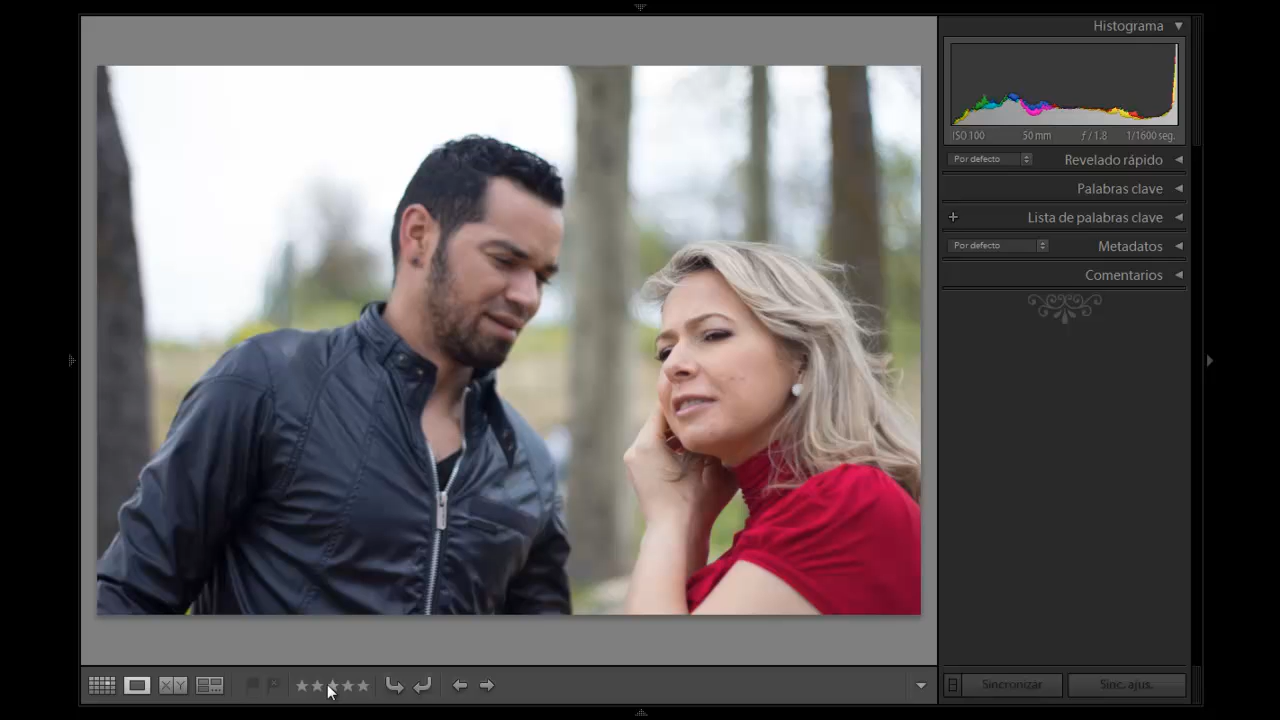 Histograma
ISO 100 50 mm ƒ / 1.8 1/1600 seg.
Por defecto Revelado rápido
Palabras clave
+ Lista de palabras clave
Por defecto Metadatos
Comentarios
X Y Sincronizar Sinc. ajus.